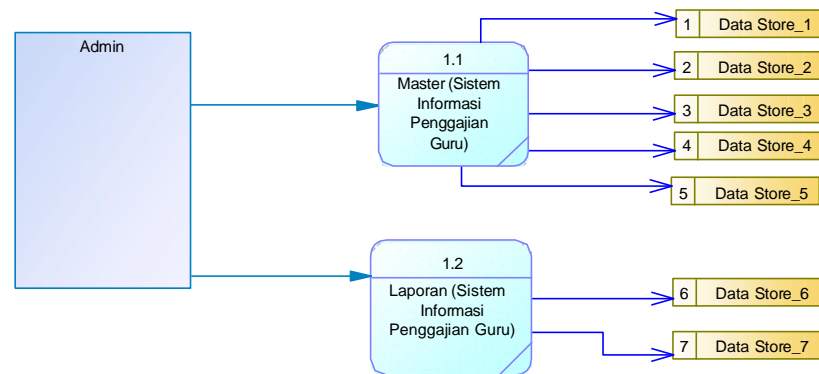 Admin
1.1
Master (Sistem
Informasi
Penggajian
Guru)
1 Data Store_1
2 Data Store_2
3 Data Store_3
4 Data Store_4
5 Data Store_5
1.2
Laporan (Sistem
Informasi
Penggajian Guru)
6 Data Store_6
7 Data Store_7